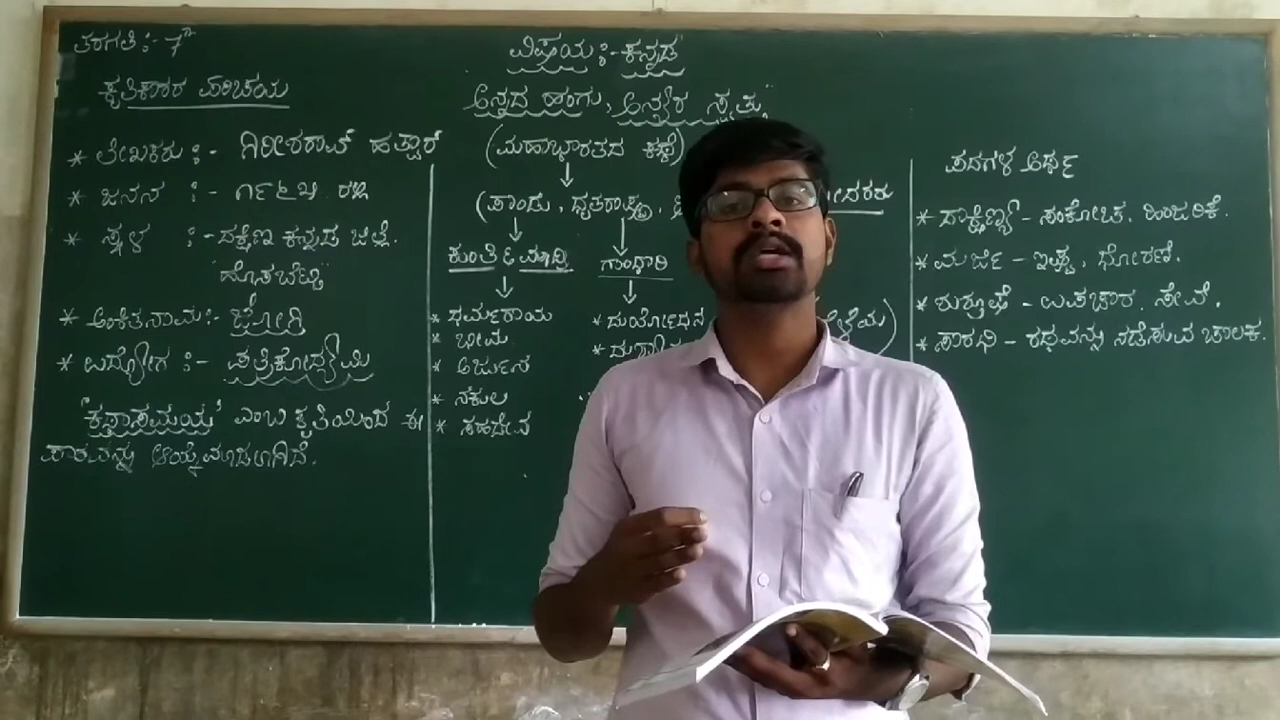 ತರಗತಿ :- 7ನೇ
ವಿಷಯ :- ಕನ್ನಡ
ಅನ್ನದ ಹಂಗು, ಅನ್ಯರ ಸ್ವತ್ತು
(ಮಹಾಭಾರತದ ಕಥೆ)
(ಪಾಂಡು, ಧೃತರಾಷ್ಟ್ರ,
ಕುಂತಿ & ಮಾದ್ರಿ ಗಾಂಧಾರಿ
* ಧರ್ಮರಾಯ
* ಭೀಮ
* ಅರ್ಜುನ
* ನಕುಲ
* ಸಹದೇವ
* ದುರ್ಯೋಧನ
ಕೃತಿಕಾರರ ಪರಿಚಯ
* ಲೇಖಕರು :- ಗಿರೀಶರಾವ್ ಹತ್ವಾರ್
* ಜನನ :- ೧೯೬೫ ರಲ್ಲಿ
* ಸ್ಥಳ :- ದಕ್ಷಿಣ ಕನ್ನಡ ಜಿಲ್ಲೆ.
"ಹೊಸಬೆಟ್ಟು"
* ಅಂಕಿತನಾಮ :- ಜೋಗಿ
* ಉದ್ಯೋಗ :- ಪತ್ರಿಕೋದ್ಯಮಿ
'ಕಥಾಸಮಯ' ಎಂಬ ಕೃತಿಯಿಂದ ಈ
ಪಾಠವನ್ನು ಆಯ್ಕೆ ಮಾಡಲಾಗಿದೆ.
ಪದಗಳ ಅರ್ಥ
* ದಾಕ್ಷಿಣ್ಯ - ಸಂಕೋಚ. ಹಿಂಜರಿಕೆ.
* ಮರ್ಜಿ - ಇಷ್ಟ, ಧೋರಣೆ.
* ಶುಶ್ರೂಷೆ - ಉಪಚಾರ. ಸೇವೆ.
* ಸಾರಥಿ - ರಥವನ್ನು ನಡೆಸುವ ಚಾಲಕ.